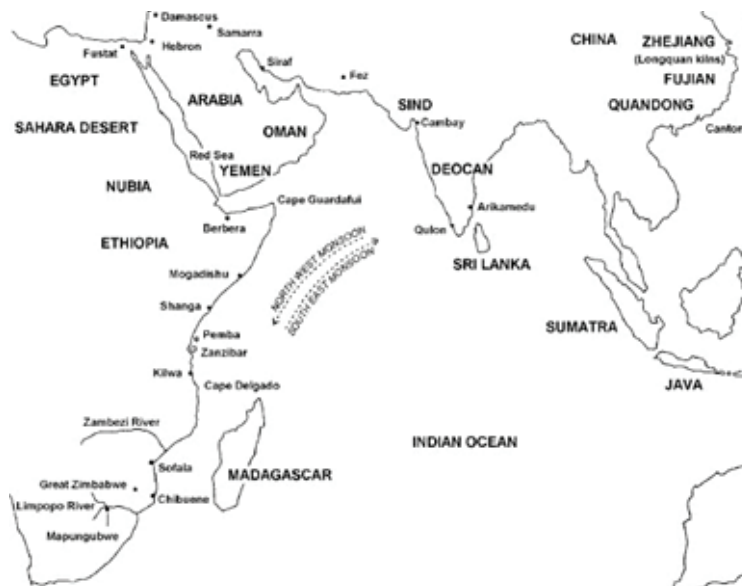 Damascus
Samarra
Fustat
Hebron
EGYPT
Siraf
Fez
CHINA
ZHEJIANG
(Longquan kilns)
FUJIAN
QUANDONG
Canton
ARABIA
SIND
Cambay
SAHARA DESERT
OMAN
Red Sea
YEMEN
DEOCAN
NUBIA
Cape Guardafui
Arikamedu
Berbera
Qulon
ETHIOPIA
SRI LANKA
NORTH WEST MONSOON
SOUTH EAST MONSOON
Mogadishu
Shanga
SUMATRA
Pemba
Zanzibar
Kilwa
Cape Delgado
JAVA
Zambezi River
INDIAN OCEAN
Sofala
MADAGASCAR
Great Zimbabwe
Chibuene
Limpopo River
Mapungubwe